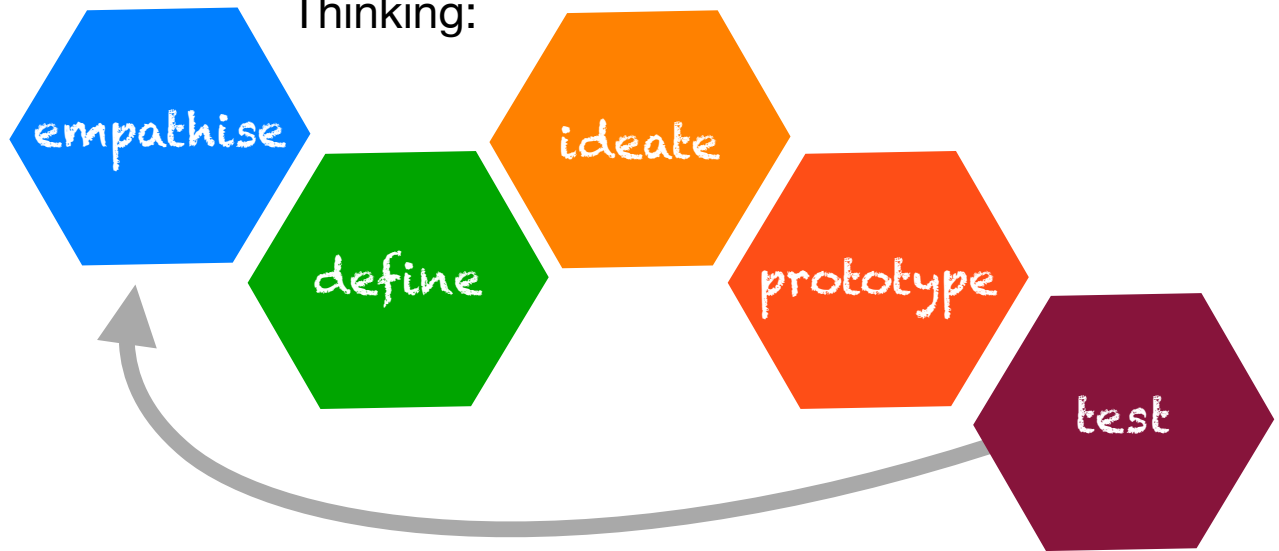 Thinking:
empathise
define
ideate
prototype
test